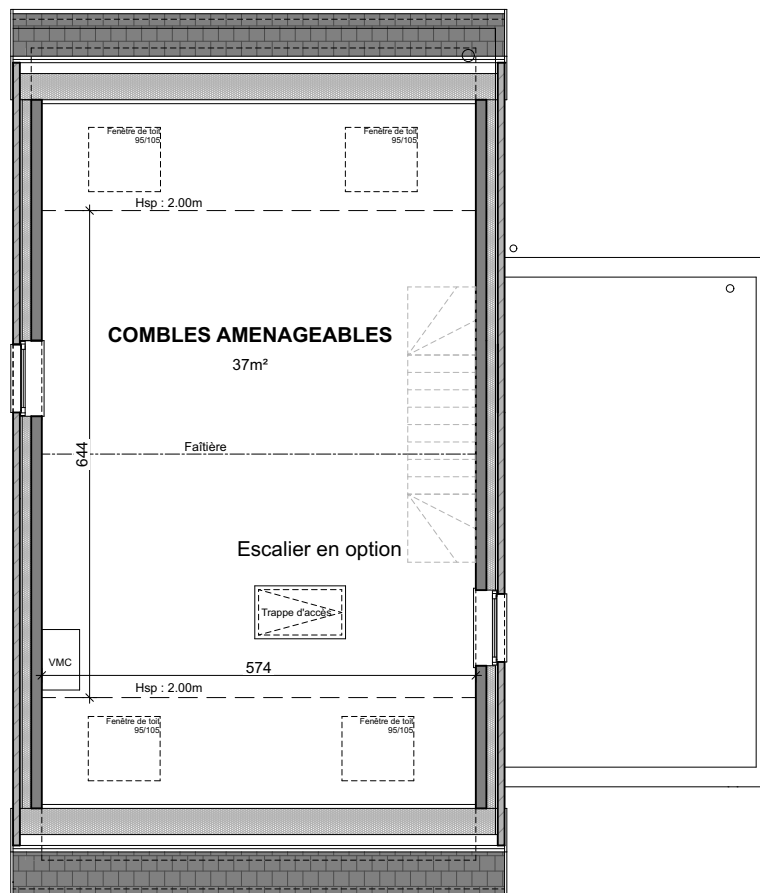 Fenêtre de toit
95/105
Fenêtre de toit
95/105
Hsp : 2.00m
COMBLES AMENAGEABLES
37m²
Faîtière
644
Escalier en option
Trappe d'accès
VMC
574
Hsp : 2.00m
Fenêtre de toit
95/105
Fenêtre de toit
95/105